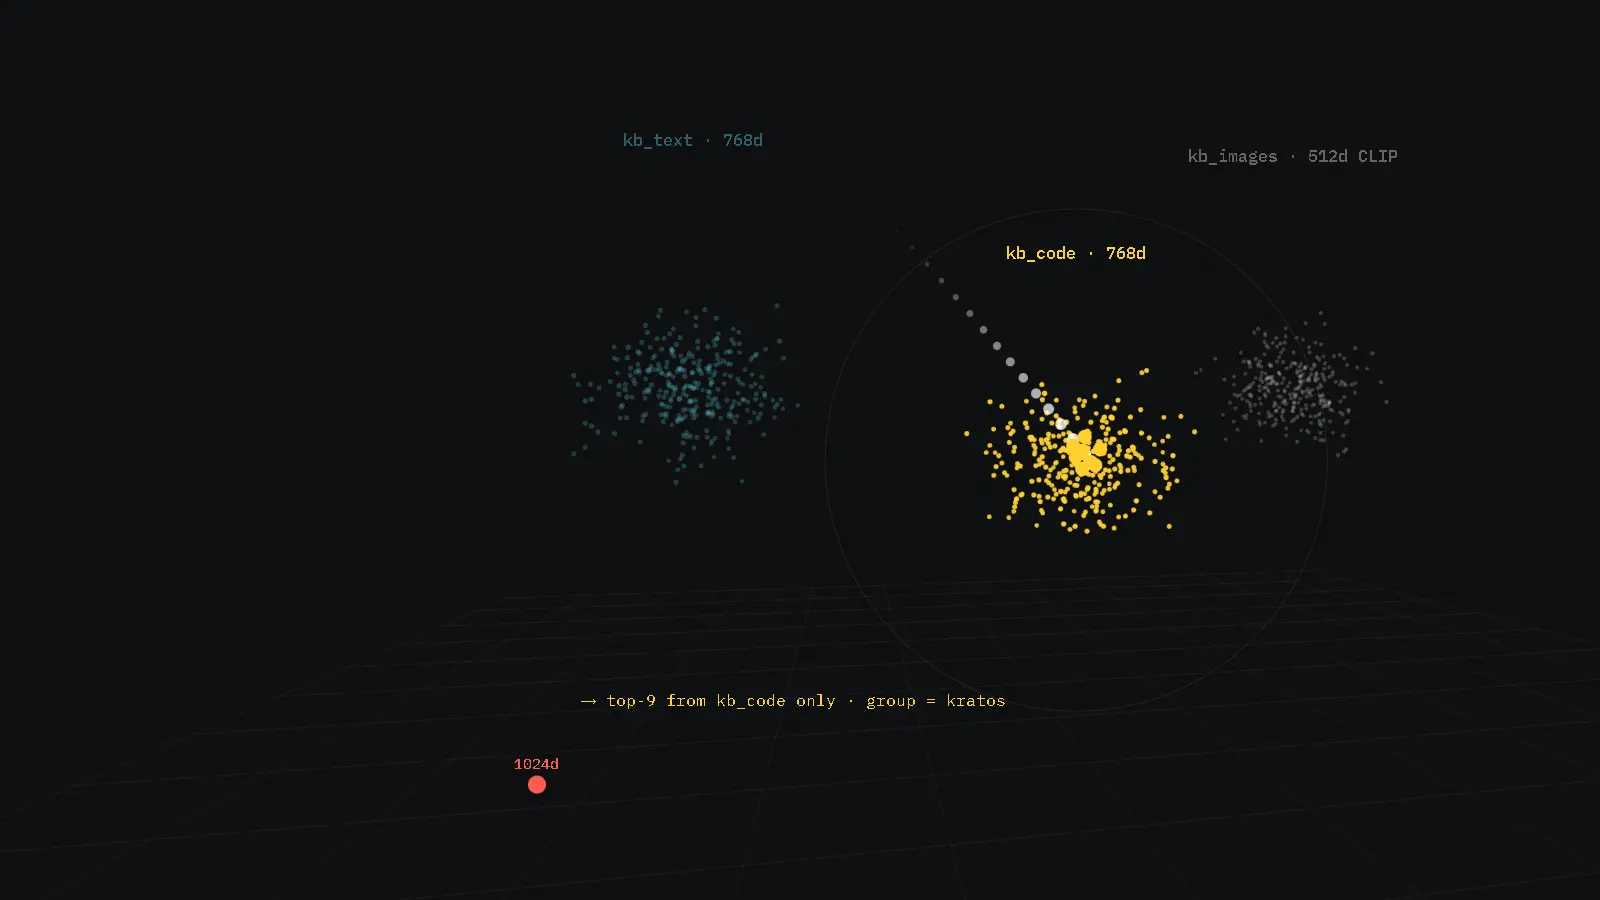 kb_text · 768d
kb_images · 512d CLIP
kb_code · 768d
→ top-9 from kb_code only · group = kratos
1024d